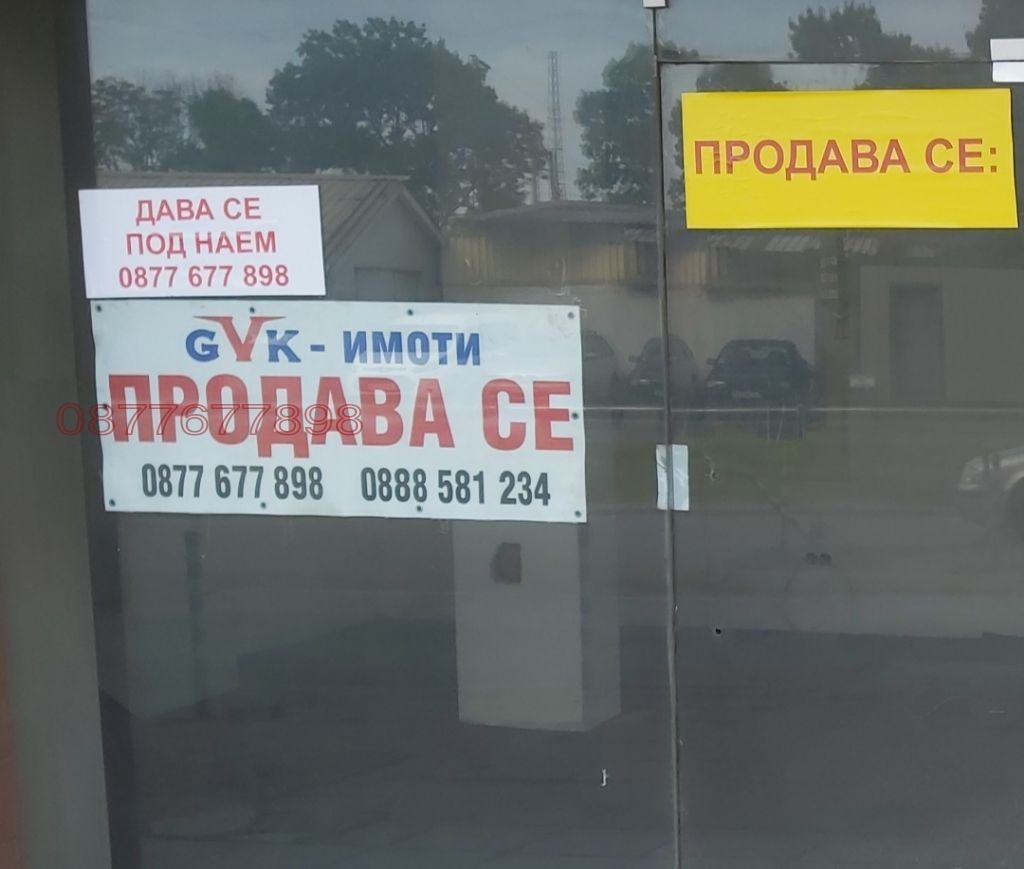 ДАВА СЕ
ПОД НАЕМ
0877 677 898
GVK - ИМОТИ
ПРОДАВА СЕ
0877677898
0877 677 898 0888 581 234
ПРОДАВА СЕ: